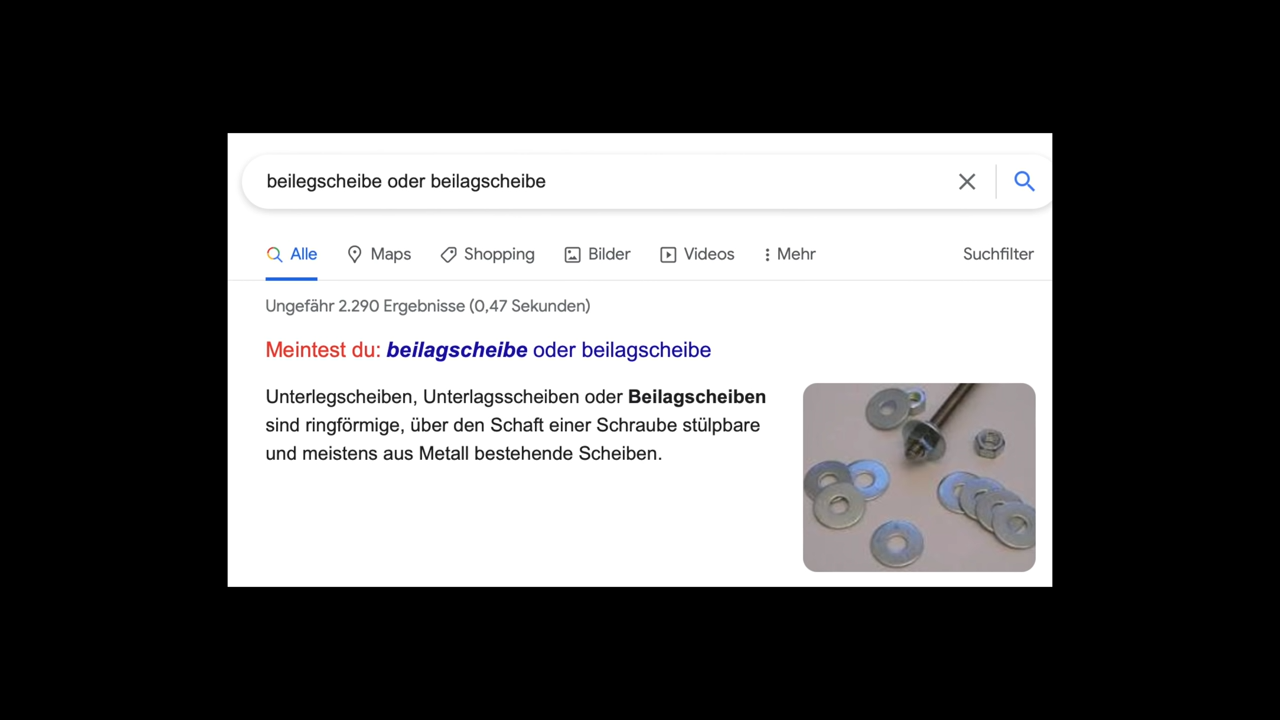 beilegscheibe oder beilagscheibe
Alle Maps Shopping Bilder Videos Mehr Suchfilter
Ungefähr 2.290 Ergebnisse (0,47 Sekunden)
Meintest du: beilagscheibe oder beilagscheibe
Unterlegscheiben, Unterlagsscheiben oder Beilagscheiben
sind ringförmige, über den Schaft einer Schraube stülpbare
und meistens aus Metall bestehende Scheiben.